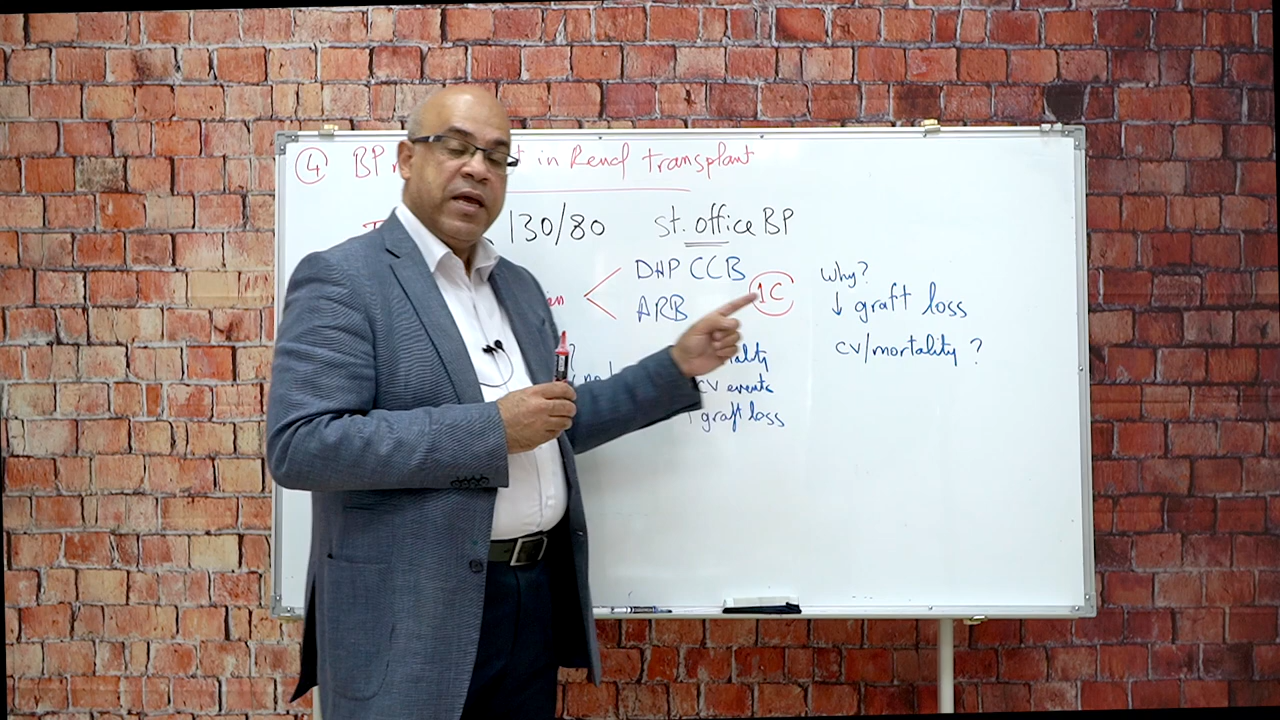 ④ BP in Renal transplant
130/80 st. office BP
DHP CCB
ARB
1C
Why?
↓ graft loss
CV/mortality ?
CV events
graft loss